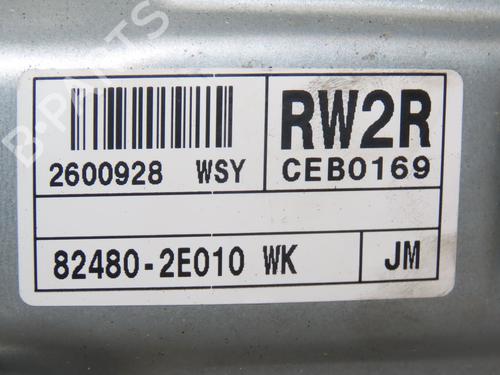 B-PARTS
RW2R
2600928 WSY
CEB0169
82480-2E010 WK
JM